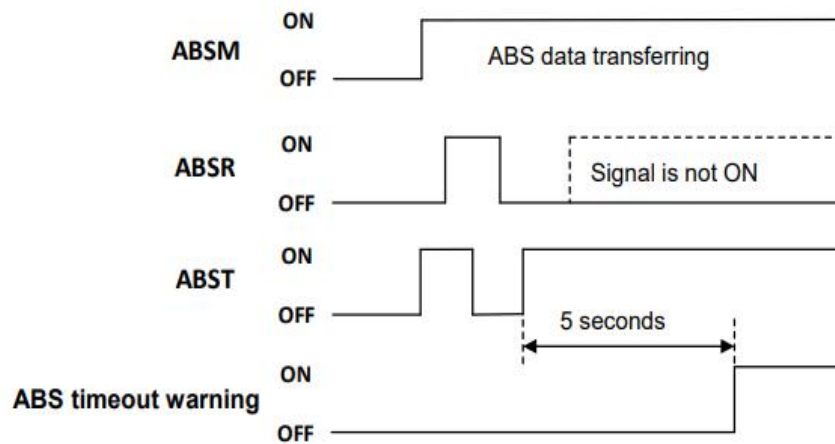 ON
ABSM
ABS data transferring
OFF
ON
ABSR
Signal is not ON
OFF
ON
ABST
OFF
5 seconds
ON
ABS timeout warning
OFF